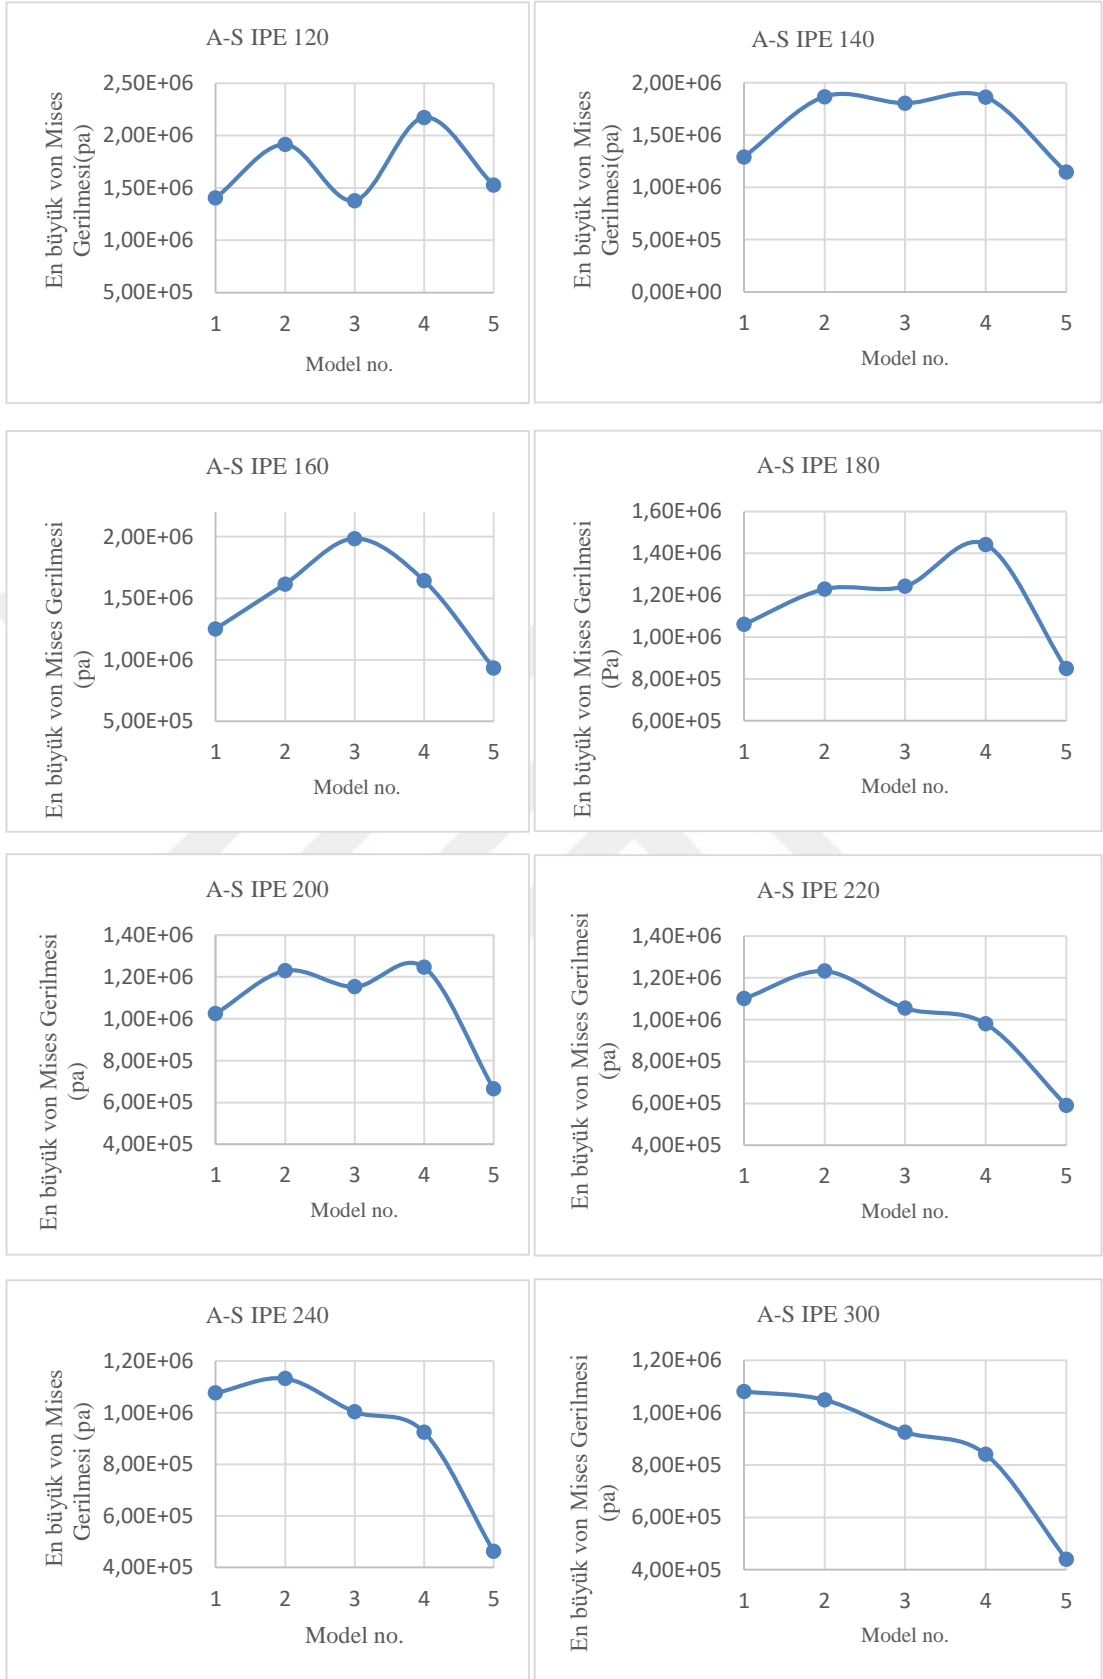 A-S IPE 120
En büyük von Mises
Gerilmesi(pa)
2,50E+06
2,00E+06
1,50E+06
1,00E+06
5,00E+05
1 2 3 4 5
Model no.
A-S IPE 140
En büyük von Mises
Gerilmesi(pa)
2,00E+06
1,50E+06
1,00E+06
5,00E+05
0,00E+00
1 2 3 4 5
Model no.
A-S IPE 160
En büyük von Mises Gerilmesi
(pa)
2,00E+06
1,50E+06
1,00E+06
5,00E+05
1 2 3 4 5
Model no.
A-S IPE 180
En büyük von Mises Gerilmesi
(Pa)
1,60E+06
1,40E+06
1,20E+06
1,00E+06
8,00E+05
6,00E+05
1 2 3 4 5
Model no.
A-S IPE 200
En büyük von Mises Gerilmesi
(pa)
1,40E+06
1,20E+06
1,00E+06
8,00E+05
6,00E+05
4,00E+05
1 2 3 4 5
Model no.
A-S IPE 220
En büyük von Mises Gerilmesi
(pa)
1,40E+06
1,20E+06
1,00E+06
8,00E+05
6,00E+05
4,00E+05
1 2 3 4 5
Model no.
A-S IPE 240
En büyük von Mises
Gerilmesi (pa)
1,20E+06
1,00E+06
8,00E+05
6,00E+05
4,00E+05
1 2 3 4 5
Model no.
A-S IPE 300
En büyük von Mises Gerilmesi
(pa)
1,20E+06
1,00E+06
8,00E+05
6,00E+05
4,00E+05
1 2 3 4 5
Model no.